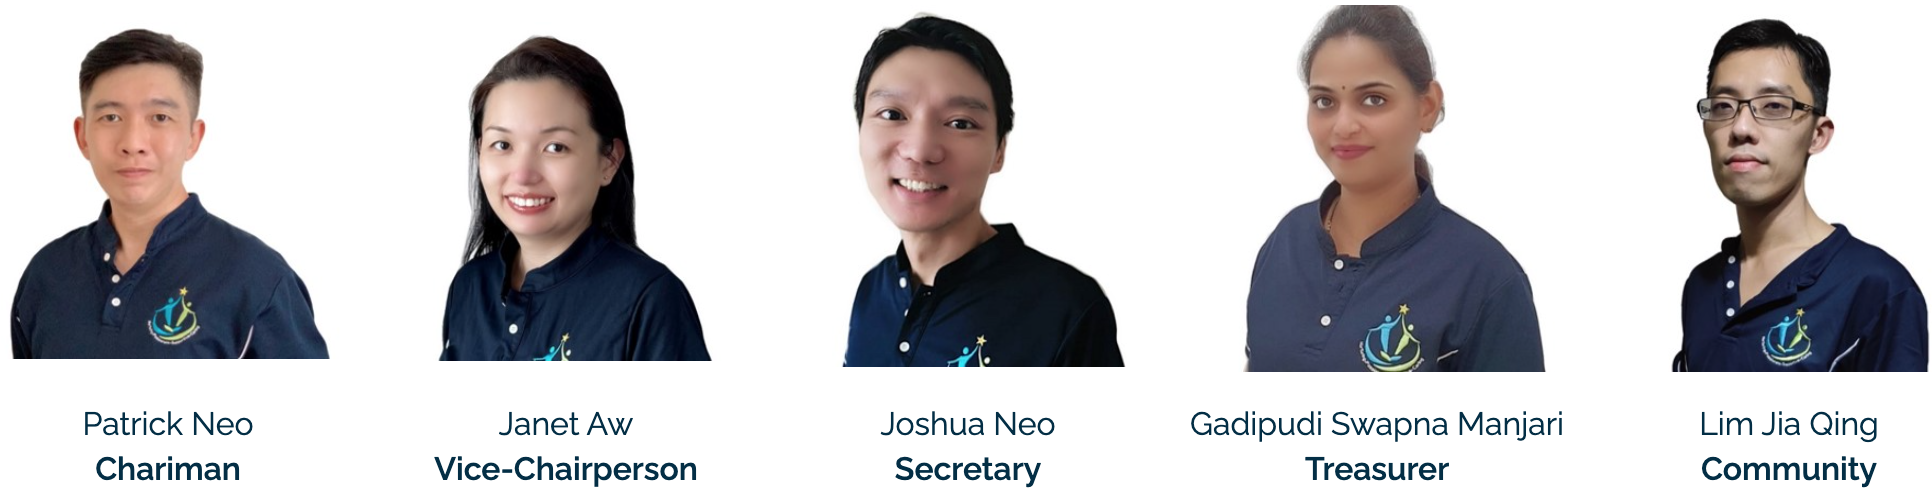 Patrick Neo
Chariman
Janet Aw
Vice-Chairperson
Joshua Neo
Secretary
Gadipudi Swapna Manjari
Treasurer
Lim Jia Qing
Community